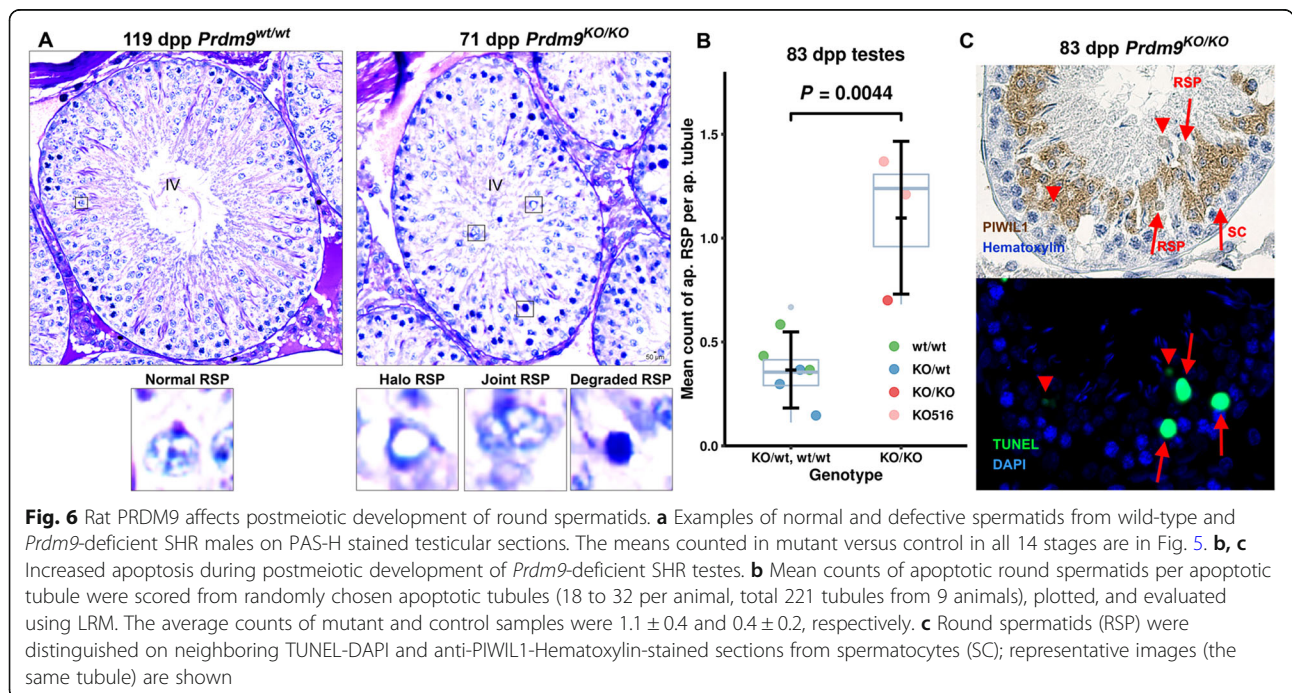 A
119 dpp Prdm9wt/wt
71 dpp Prdm9KO/KO
IV
IV
50 µm
Normal RSP
Halo RSP
Joint RSP
Degraded RSP
B
83 dpp testes
P = 0.0044
Mean count of ap. RSP per ap. tubule
1.5
1.0
0.5
0.0
wt/wt
KO/wt
KO/KO
KO516
KO/wt, wt/wt
KO/KO
Genotype
C
83 dpp Prdm9KO/KO
RSP
PIWIL1
Hematoxylin
RSP
SC
TUNEL
DAPI
Fig. 6 Rat PRDM9 affects postmeiotic development of round spermatids. a Examples of normal and defective spermatids from wild-type and
Prdm9-deficient SHR males on PAS-H stained testicular sections. The means counted in mutant versus control in all 14 stages are in Fig. 5. b, c
Increased apoptosis during postmeiotic development of Prdm9-deficient SHR testes. b Mean counts of apoptotic round spermatids per apoptotic
tubule were scored from randomly chosen apoptotic tubules (18 to 32 per animal, total 221 tubules from 9 animals), plotted, and evaluated
using LRM. The average counts of mutant and control samples were 1.1 ± 0.4 and 0.4 ± 0.2, respectively. c Round spermatids (RSP) were
distinguished on neighboring TUNEL-DAPI and anti-PIWIL1-Hematoxylin-stained sections from spermatocytes (SC); representative images (the
same tubule) are shown